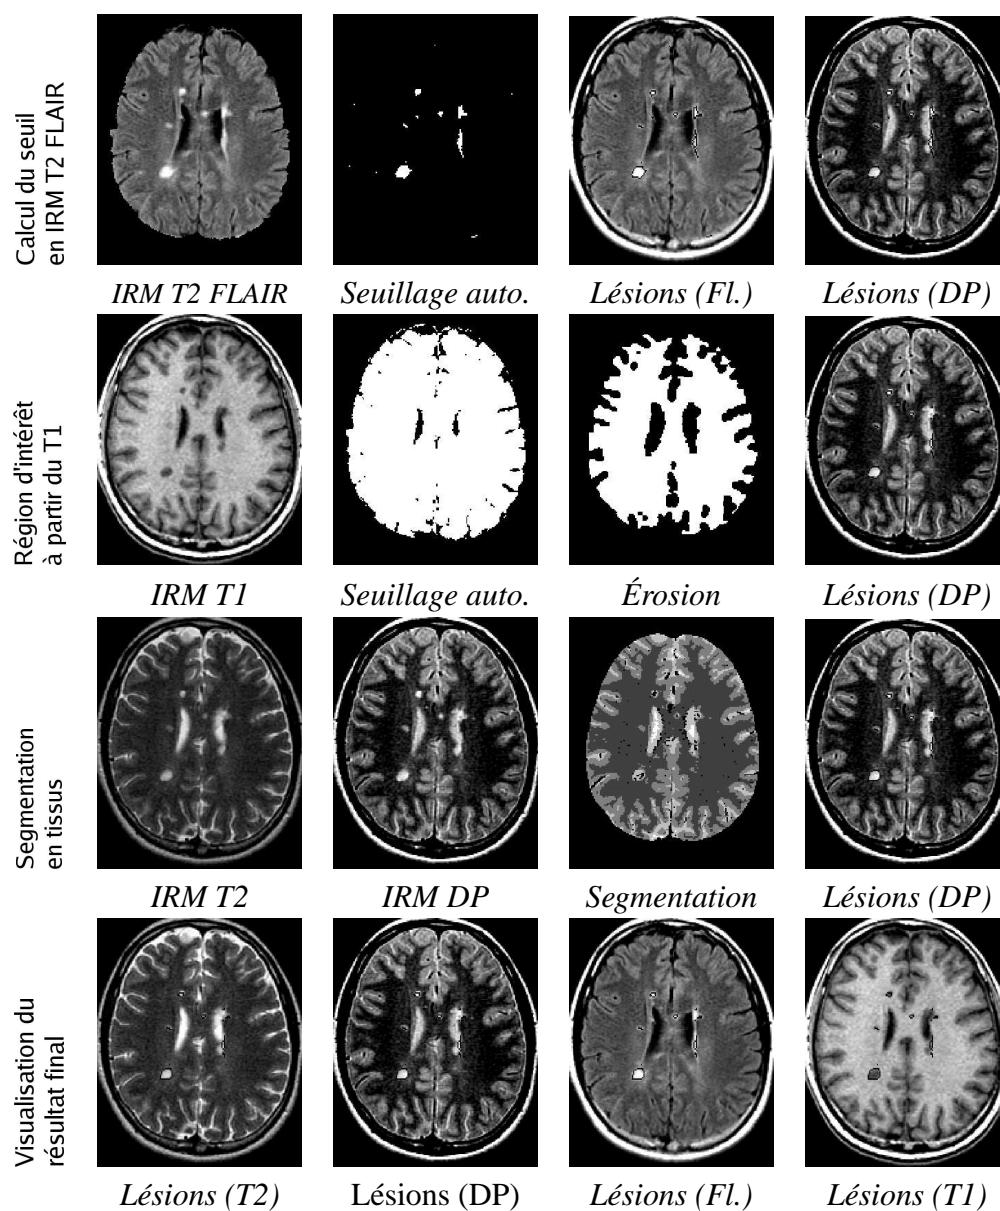 Calcul du seuil
en IRM T2 FLAIR
IRM T2 FLAIR
Seuillage auto.
Lésions (Fl.)
Lésions (DP)
Région d'intérêt
à partir du T1
IRM T1
Seuillage auto.
Érosion
Lésions (DP)
Segmentation
en tissus
IRM T2
IRM DP
Segmentation
Lésions (DP)
Visualisation du
résultat final
Lésions (T2)
Lésions (DP)
Lésions (Fl.)
Lésions (T1)